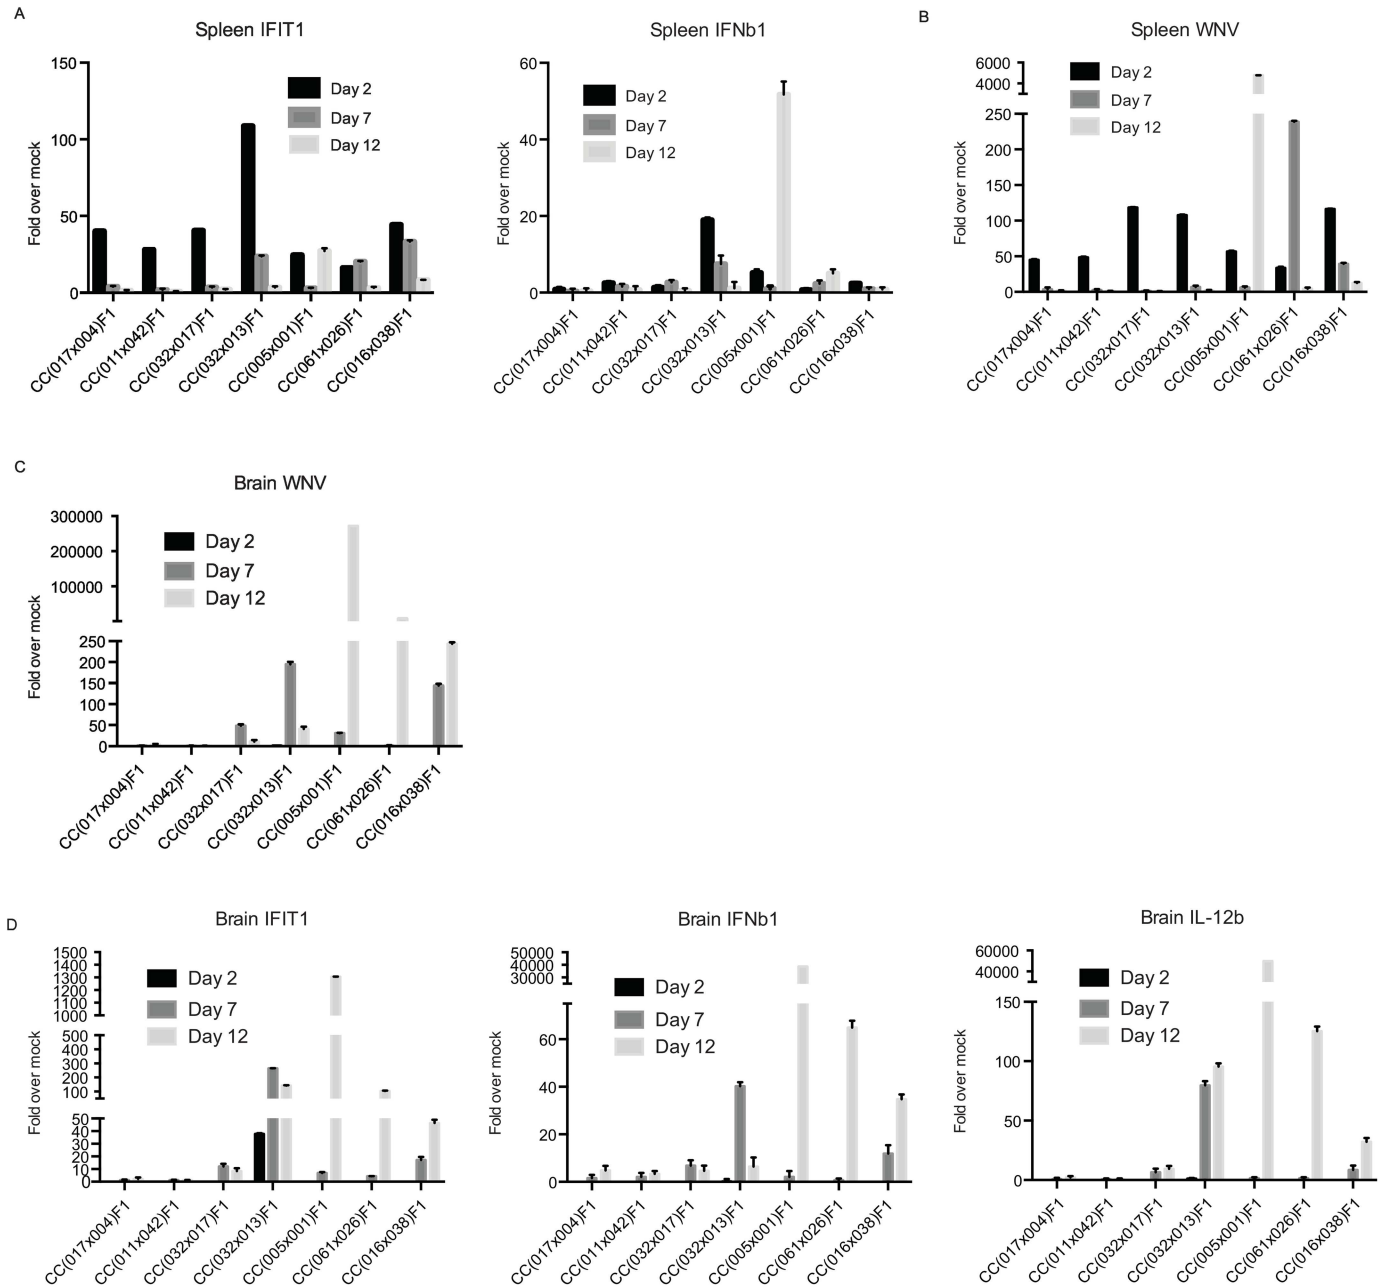 A
Spleen IFIT1
Fold over mock
150
100
50
0
Day 2
Day 7
Day 12
CC(017x004)F1
CC(011x042)F1
CC(032x017)F1
CC(032x013)F1
CC(005x001)F1
CC(061x026)F1
CC(016x038)F1
Spleen IFNb1
Fold over mock
60
40
20
0
Day 2
Day 7
Day 12
CC(017x004)F1
CC(011x042)F1
CC(032x017)F1
CC(032x013)F1
CC(005x001)F1
CC(061x026)F1
CC(016x038)F1
B
Spleen WNV
Fold over mock
6000
4000
250
200
150
100
50
0
Day 2
Day 7
Day 12
CC(017x004)F1
CC(011x042)F1
CC(032x017)F1
CC(032x013)F1
CC(005x001)F1
CC(061x026)F1
CC(016x038)F1
C
Brain WNV
Fold over mock
300000
200000
100000
250
200
150
100
50
0
Day 2
Day 7
Day 12
CC(017x004)F1
CC(011x042)F1
CC(032x017)F1
CC(032x013)F1
CC(005x001)F1
CC(061x026)F1
CC(016x038)F1
D
Brain IFIT1
Fold over mock
1500
1400
1300
1200
1100
1000
500
400
300
200
100
50
40
30
20
10
0
Day 2
Day 7
Day 12
CC(017x004)F1
CC(011x042)F1
CC(032x017)F1
CC(032x013)F1
CC(005x001)F1
CC(061x026)F1
CC(016x038)F1
Brain IFNb1
Fold over mock
50000
40000
30000
60
40
20
0
Day 2
Day 7
Day 12
CC(017x004)F1
CC(011x042)F1
CC(032x017)F1
CC(032x013)F1
CC(005x001)F1
CC(061x026)F1
CC(016x038)F1
Brain IL-12b
Fold over mock
60000
40000
150
100
50
0
Day 2
Day 7
Day 12
CC(017x004)F1
CC(011x042)F1
CC(032x017)F1
CC(032x013)F1
CC(005x001)F1
CC(061x026)F1
CC(016x038)F1